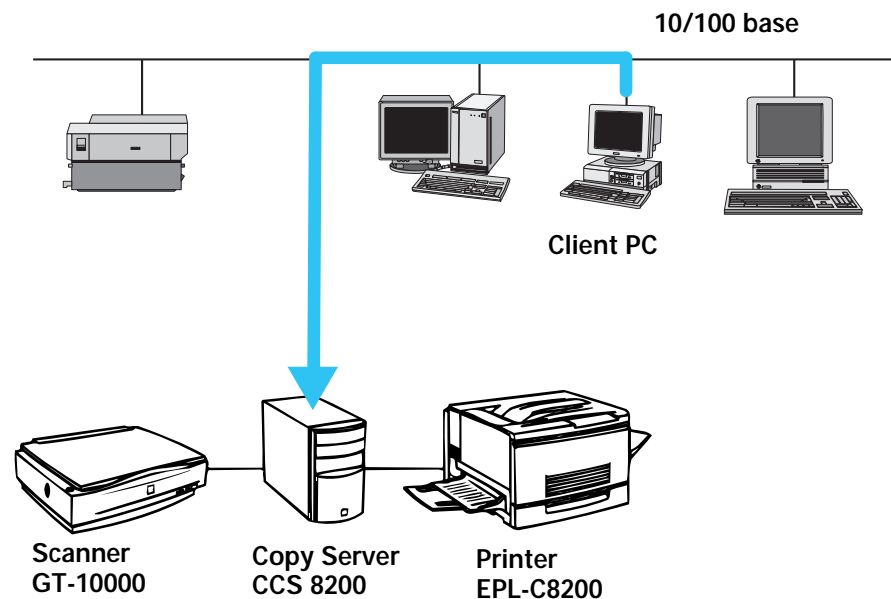 10/100 base
Client PC
Scanner
GT-10000
Copy Server
CCS 8200
Printer
EPL-C8200